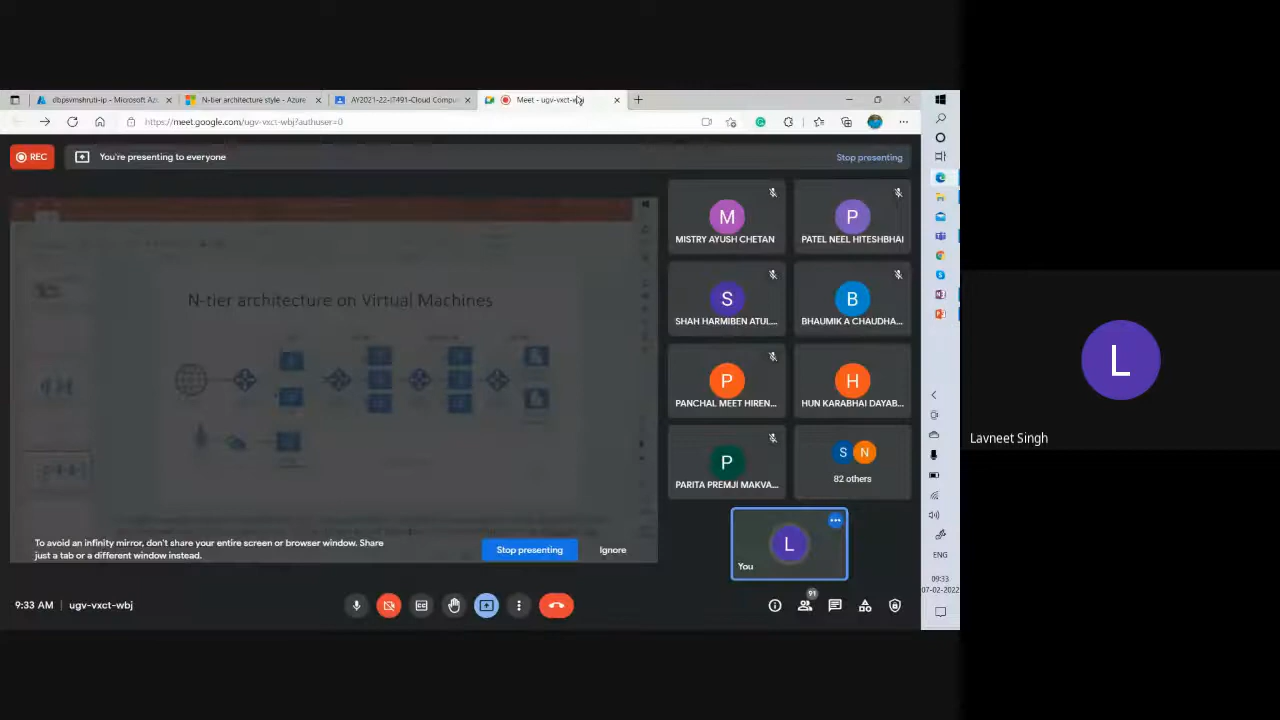 dbpsvmshruti-ip - Microsoft Az
N-tier architecture style - Azure
AY2021-22-IT491-Cloud Compu
Meet - ugv-vxct-wbj
https://meet.google.com/ugv-vxct-wbj?authuser=0
REC
You're presenting to everyone
Stop presenting
M
MISTRY AYUSH CHETAN
P
PATEL NEEL HITESHBHAI
N-tier architecture on Virtual Machines
S
SHAH HARMIBEN ATUL...
B
BHAUMIK A CHAUDHA...
P
PANCHAL MEET HIREN...
H
HUN KARABHAI DAYAB...
L
Lavneet Singh
P
PARITA PREMJI MAKVA...
S N
82 others
To avoid an infinity mirror, don't share your entire screen or browser window. Share
just a tab or a different window instead.
Stop presenting
Ignore
L
You
ENG
09:33
07-02-2022
9:33 AM | ugv-vxct-wbj
91